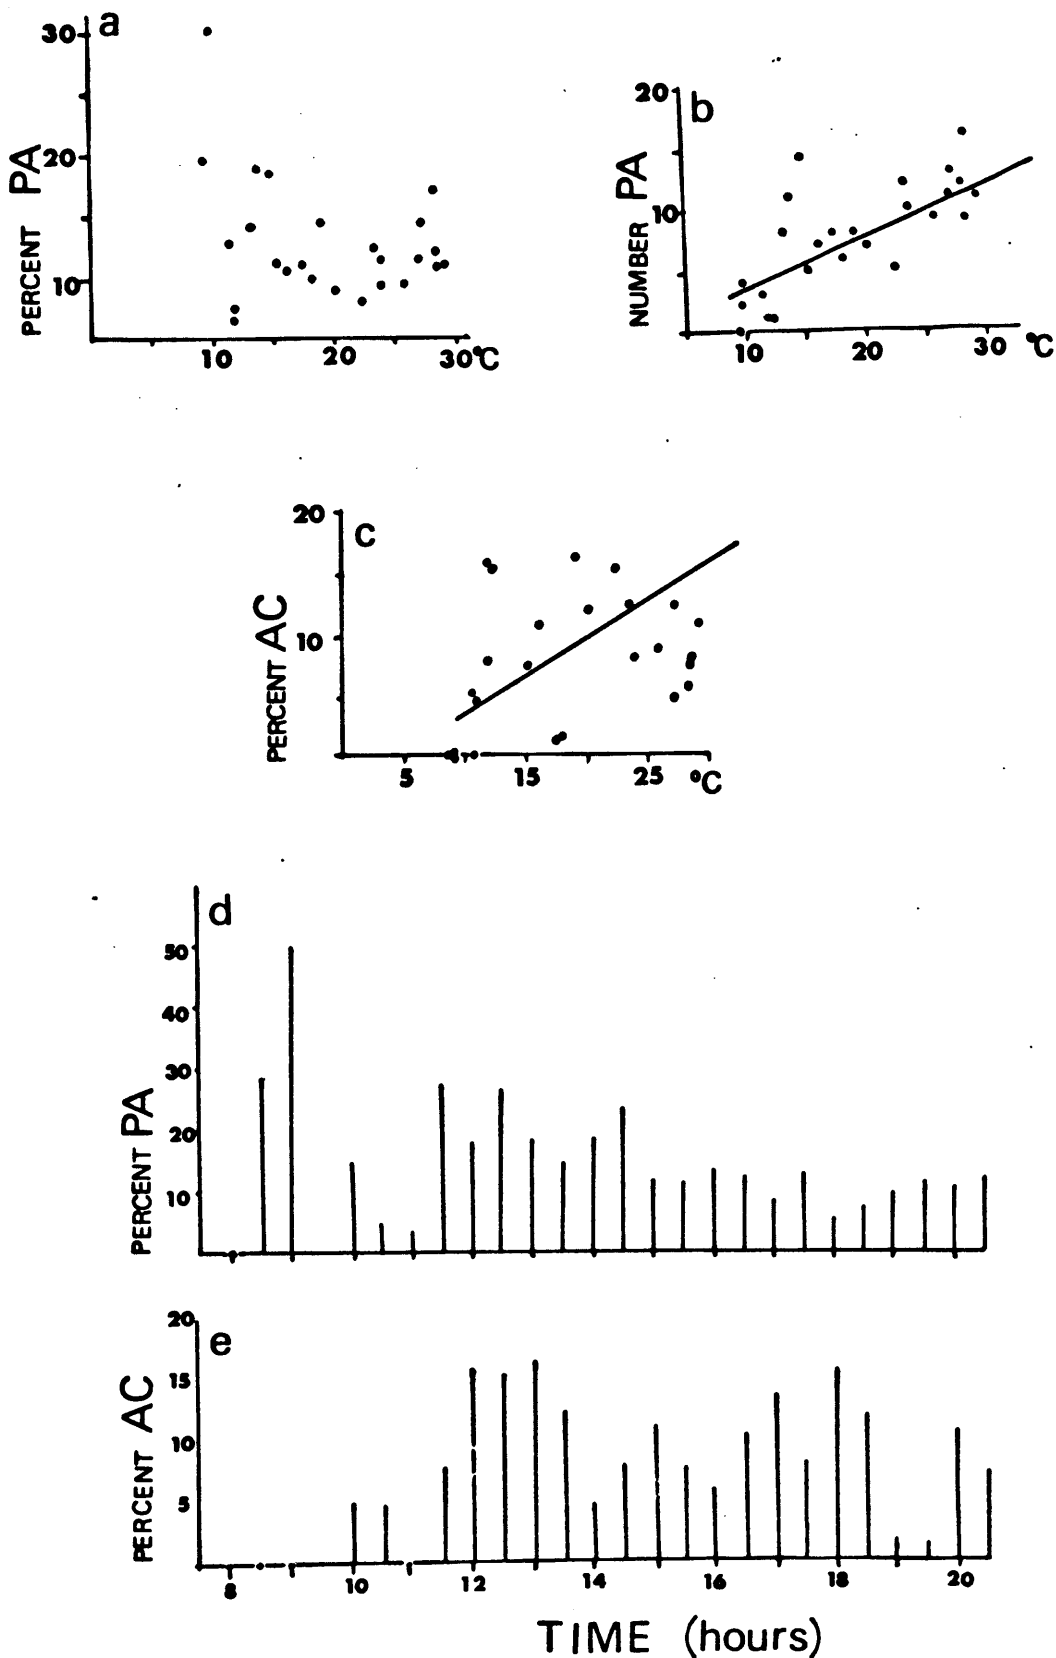 a
30
20
10
PERCENT PA
10 20 30°C
b
20
10
NUMBER PA
10 20 30 °C
c
20
10
PERCENT AC
5 15 25 °C
d
50
40
30
20
10
PERCENT PA
e
20
15
10
5
PERCENT AC
8 10 12 14 16 18 20
TIME (hours)